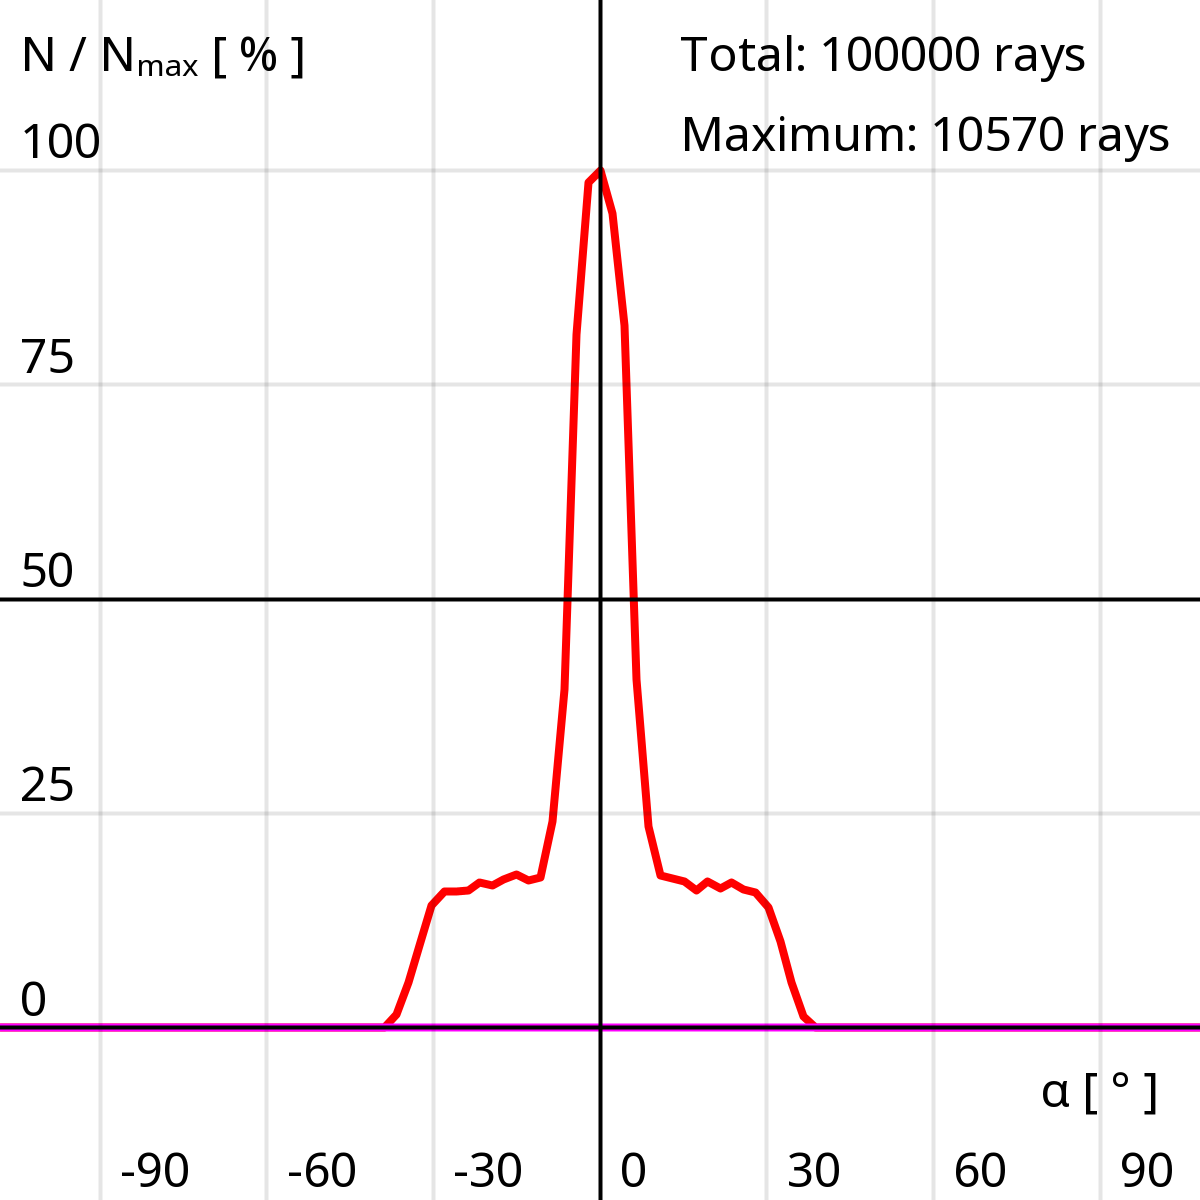 N / Nmax [ % ]
Total: 100000 rays
Maximum: 10570 rays
100
75
50
25
0
α [ ° ]
-90 -60 -30 0 30 60 90